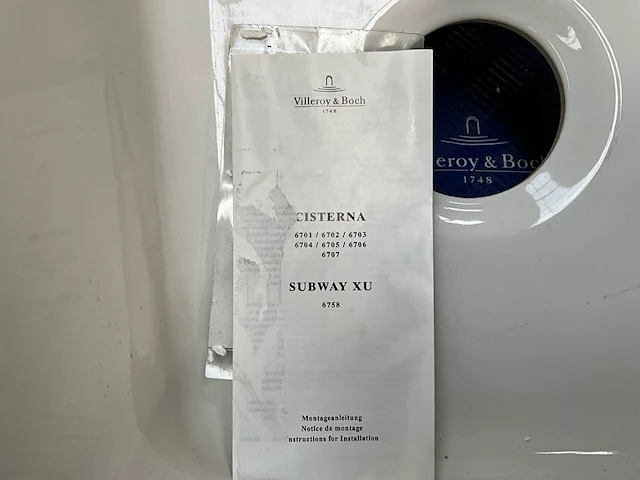 Villeroy & Boch
1748
CISTERNA
6701 / 6702 / 6703
6704 / 6705 / 6706
6707
SUBWAY XU
6758
Montageanleitung
Notice de montage
nstructions for Installation
eroy & Boc
1748